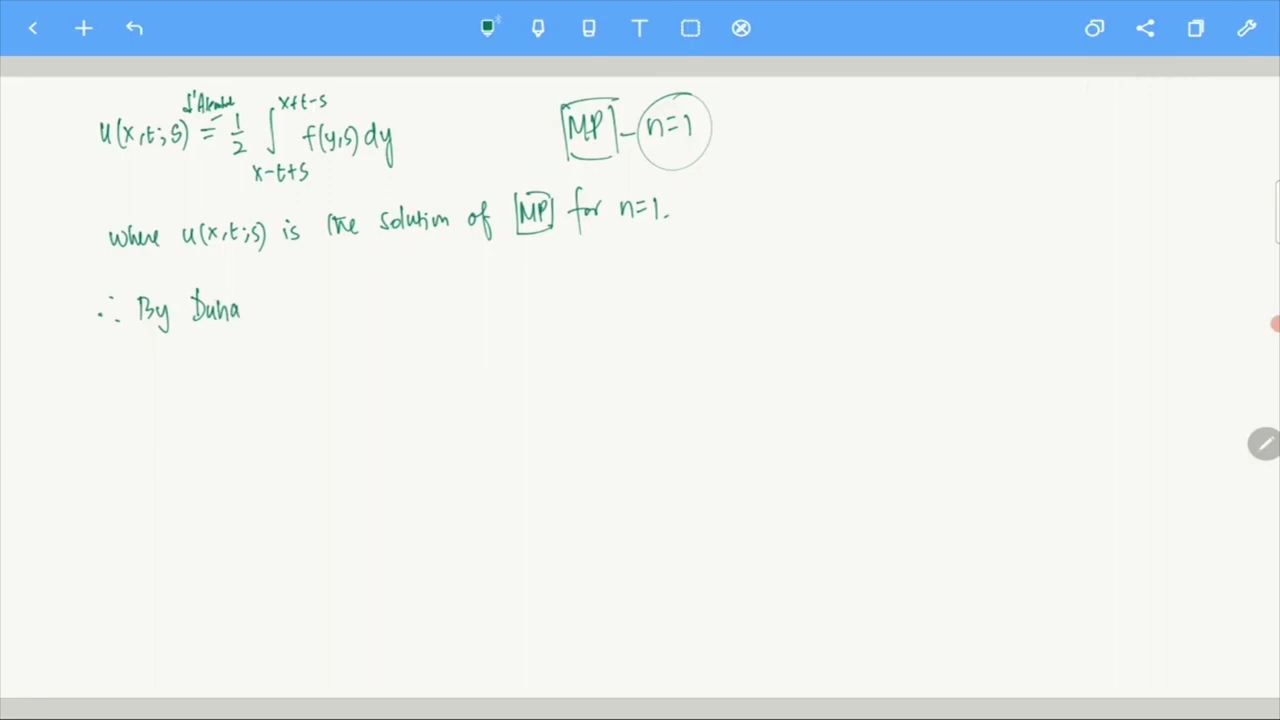 d'Alembert x+t-s
u(x,t;s) = 1/2 ∫ f(y,s) dy [MP] - n=1
x-t+s
where u(x,t;s) is the solution of [MP] for n=1.
∴ By Duha